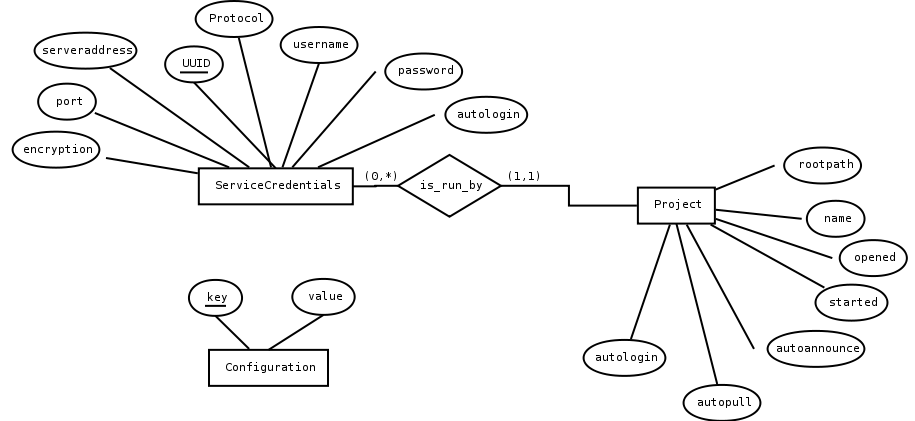 Protocol
username
serveraddress
UUID
password
port
autologin
encryption
ServiceCredentials
(0,*)
is_run_by
(1,1)
rootpath
Project
name
opened
key
value
started
autologin
autoannounce
Configuration
autopull